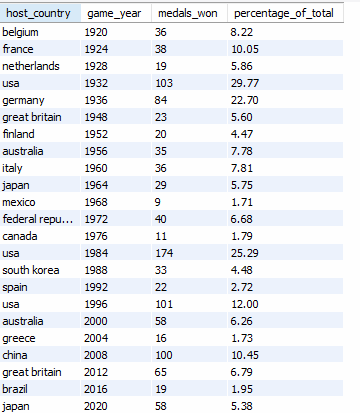 host_country game_year medals_won percentage_of_total
belgium 1920 36 8.22
france 1924 38 10.05
netherlands 1928 19 5.86
usa 1932 103 29.77
germany 1936 84 22.70
great britain 1948 23 5.60
finland 1952 20 4.47
australia 1956 35 7.78
italy 1960 36 7.81
japan 1964 29 5.75
mexico 1968 9 1.71
federal repu... 1972 40 6.68
canada 1976 11 1.79
usa 1984 174 25.29
south korea 1988 33 4.48
spain 1992 22 2.72
usa 1996 101 12.00
australia 2000 58 6.26
greece 2004 16 1.73
china 2008 100 10.45
great britain 2012 65 6.79
brazil 2016 19 1.95
japan 2020 58 5.38